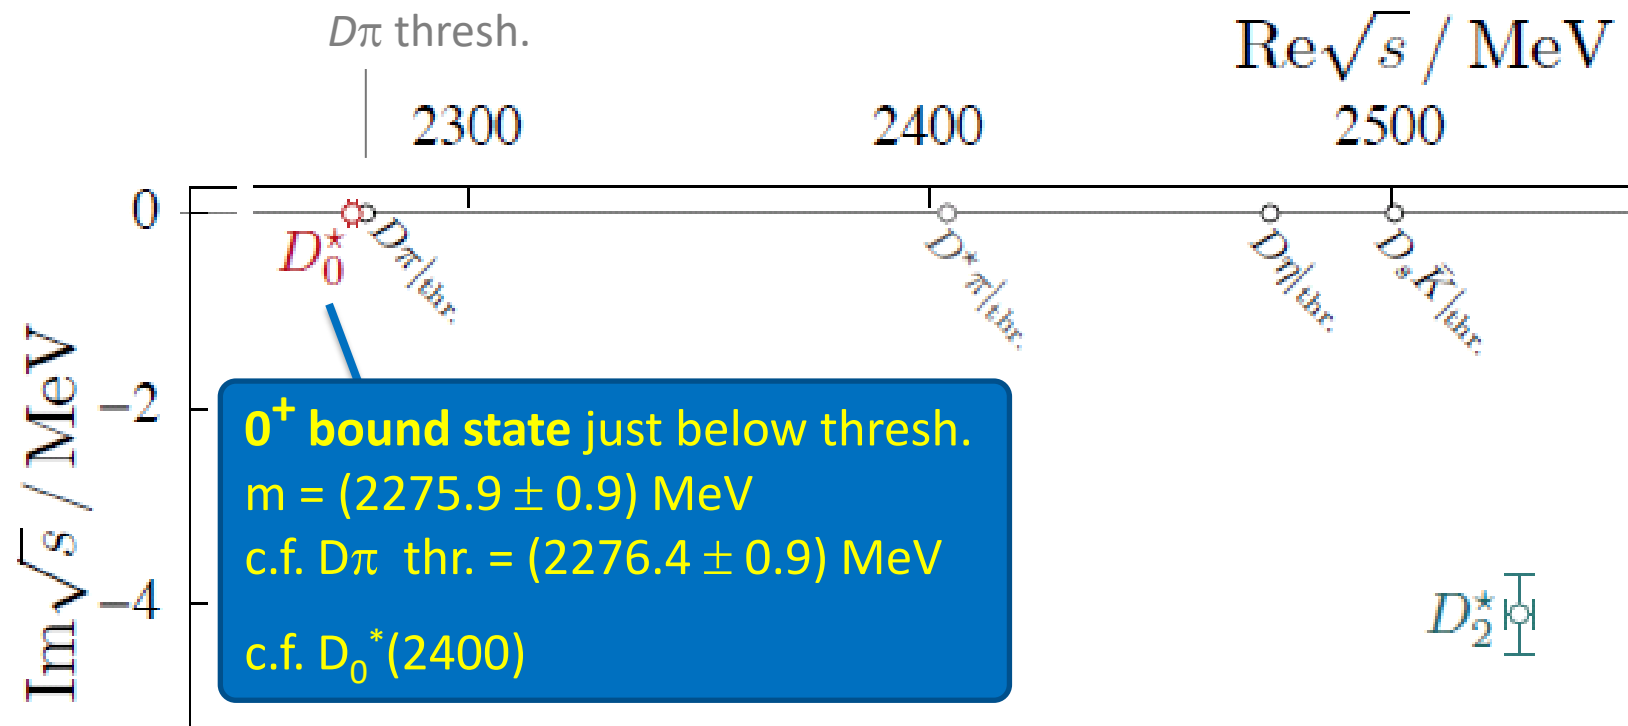 Dπ thresh.
Re√s / MeV
2300 2400 2500
0
D₀*
Dπ|thr.
D*π|thr.
Dη|thr.
DₛK̄|thr.
Im√s / MeV
−2
−4
0⁺ bound state just below thresh.
m = (2275.9 ± 0.9) MeV
c.f. Dπ thr. = (2276.4 ± 0.9) MeV
c.f. D₀*(2400)
D₂*